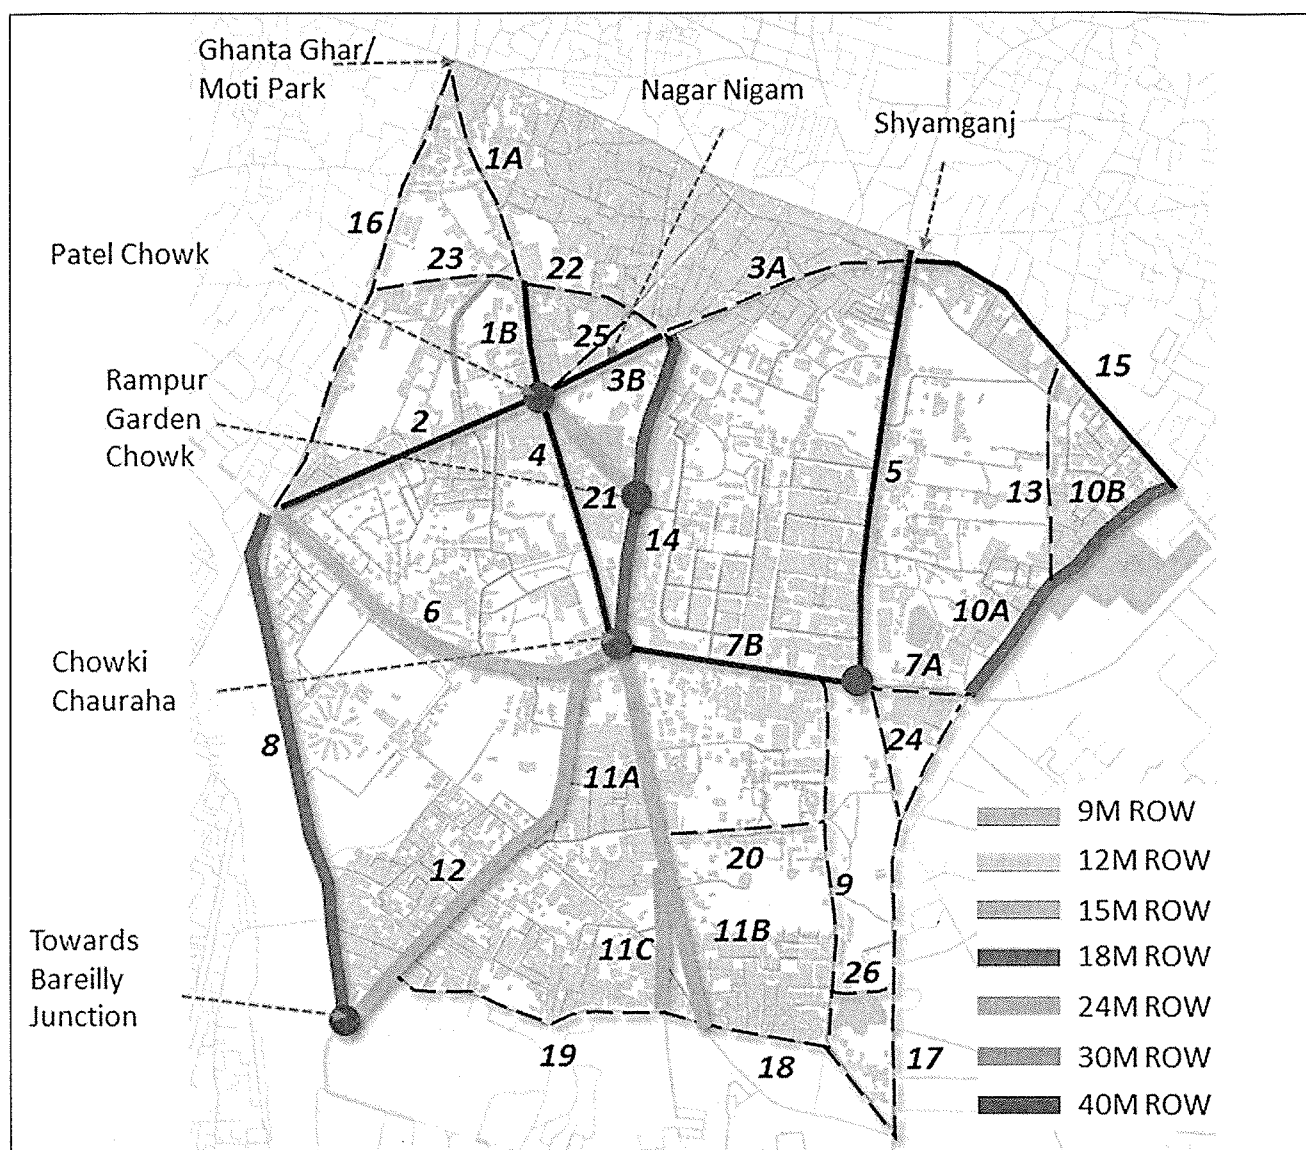 Ghanta Ghar/
Moti Park
Nagar Nigam
Shyamganj
1A
16
Patel Chowk
23
22
3A
1B
25
3B
15
Rampur
Garden
Chowk
2
4
5
21
13
10B
14
6
10A
7B
7A
Chowki
Chauraha
8
24
11A
9M ROW
12M ROW
20
12
9
15M ROW
11C
11B
18M ROW
Towards
Bareilly
Junction
26
24M ROW
19
18
17
30M ROW
40M ROW